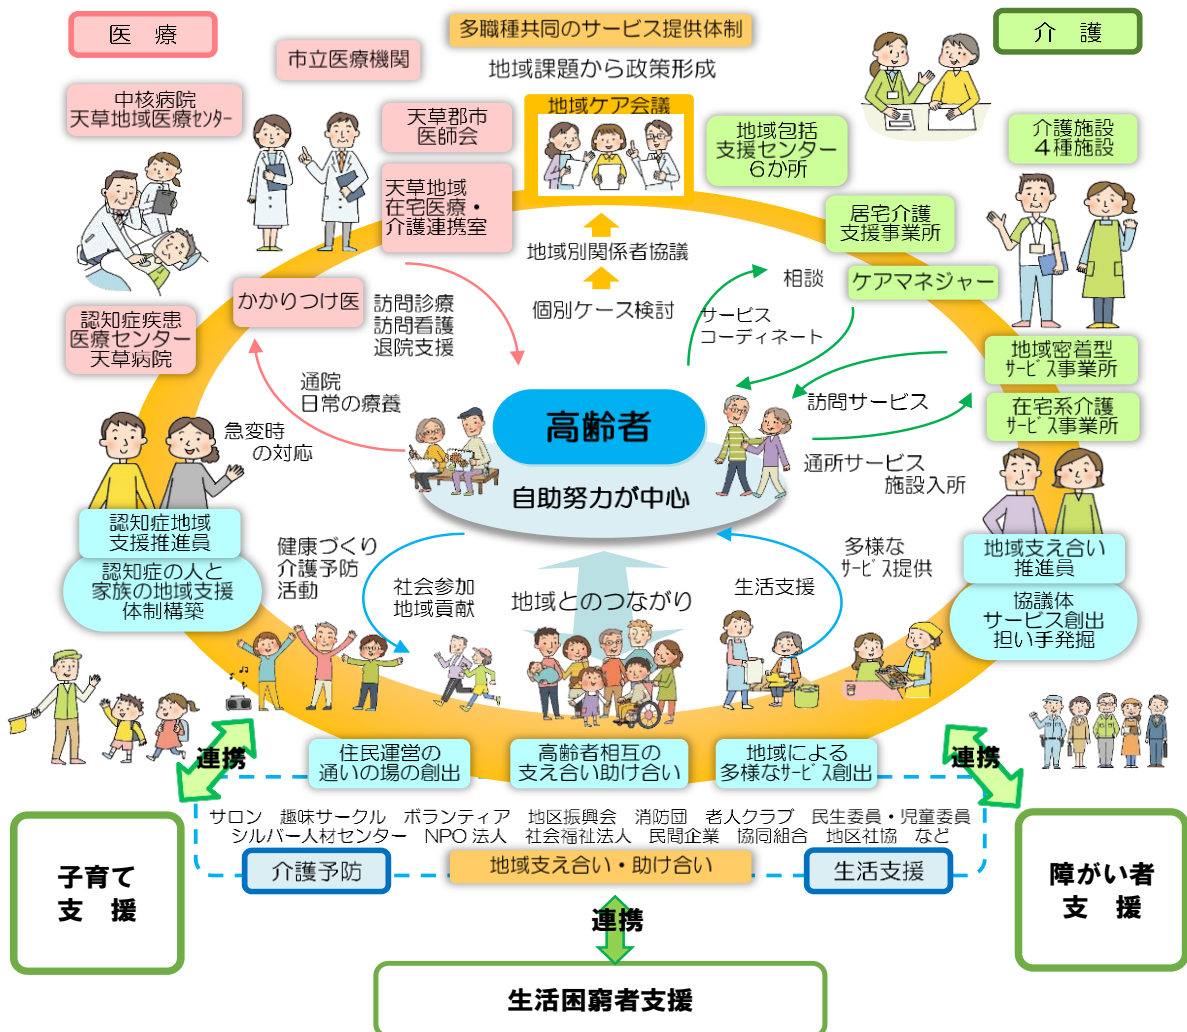 医　療
多職種共同のサービス提供体制
介　護
市立医療機関
地域課題から政策形成
中核病院
天草地域医療ｾﾝﾀｰ
天草郡市
医師会
地域ケア会議
地域包括
支援センター
６か所
介護施設
４種施設
天草地域
在宅医療・
介護連携室
居宅介護
支援事業所
地域別関係者協議
相談
ケアマネジャー
かかりつけ医
訪問診療
訪問看護
退院支援
個別ケース検討
サービス
コーディネート
認知症疾患
医療センター
天草病院
地域密着型
ｻｰﾋﾞｽ事業所
通院
日常の療養
高齢者
訪問サービス
在宅系介護
ｻｰﾋﾞｽ事業所
急変時
の対応
自助努力が中心
通所サービス
施設入所
認知症地域
支援推進員
認知症の人と
家族の地域支援
体制構築
健康づくり
介護予防
活動
社会参加
地域貢献
地域とのつながり
生活支援
多様な
ｻｰﾋﾞｽ提供
地域支え合い
推進員
協議体
サービス創出
担い手発掘
連携
住民運営の
通いの場の創出
高齢者相互の
支え合い助け合い
地域による
多様なｻｰﾋﾞｽ創出
連携
サロン　趣味サークル　ボランティア　地区振興会　消防団　老人クラブ　民生委員・児童委員
シルバー人材センター　NPO 法人　社会福祉法人　民間企業　協同組合　地区社協　など
介護予防
地域支え合い・助け合い
生活支援
子育て
支　援
連携
障がい者
支　援
生活困窮者支援